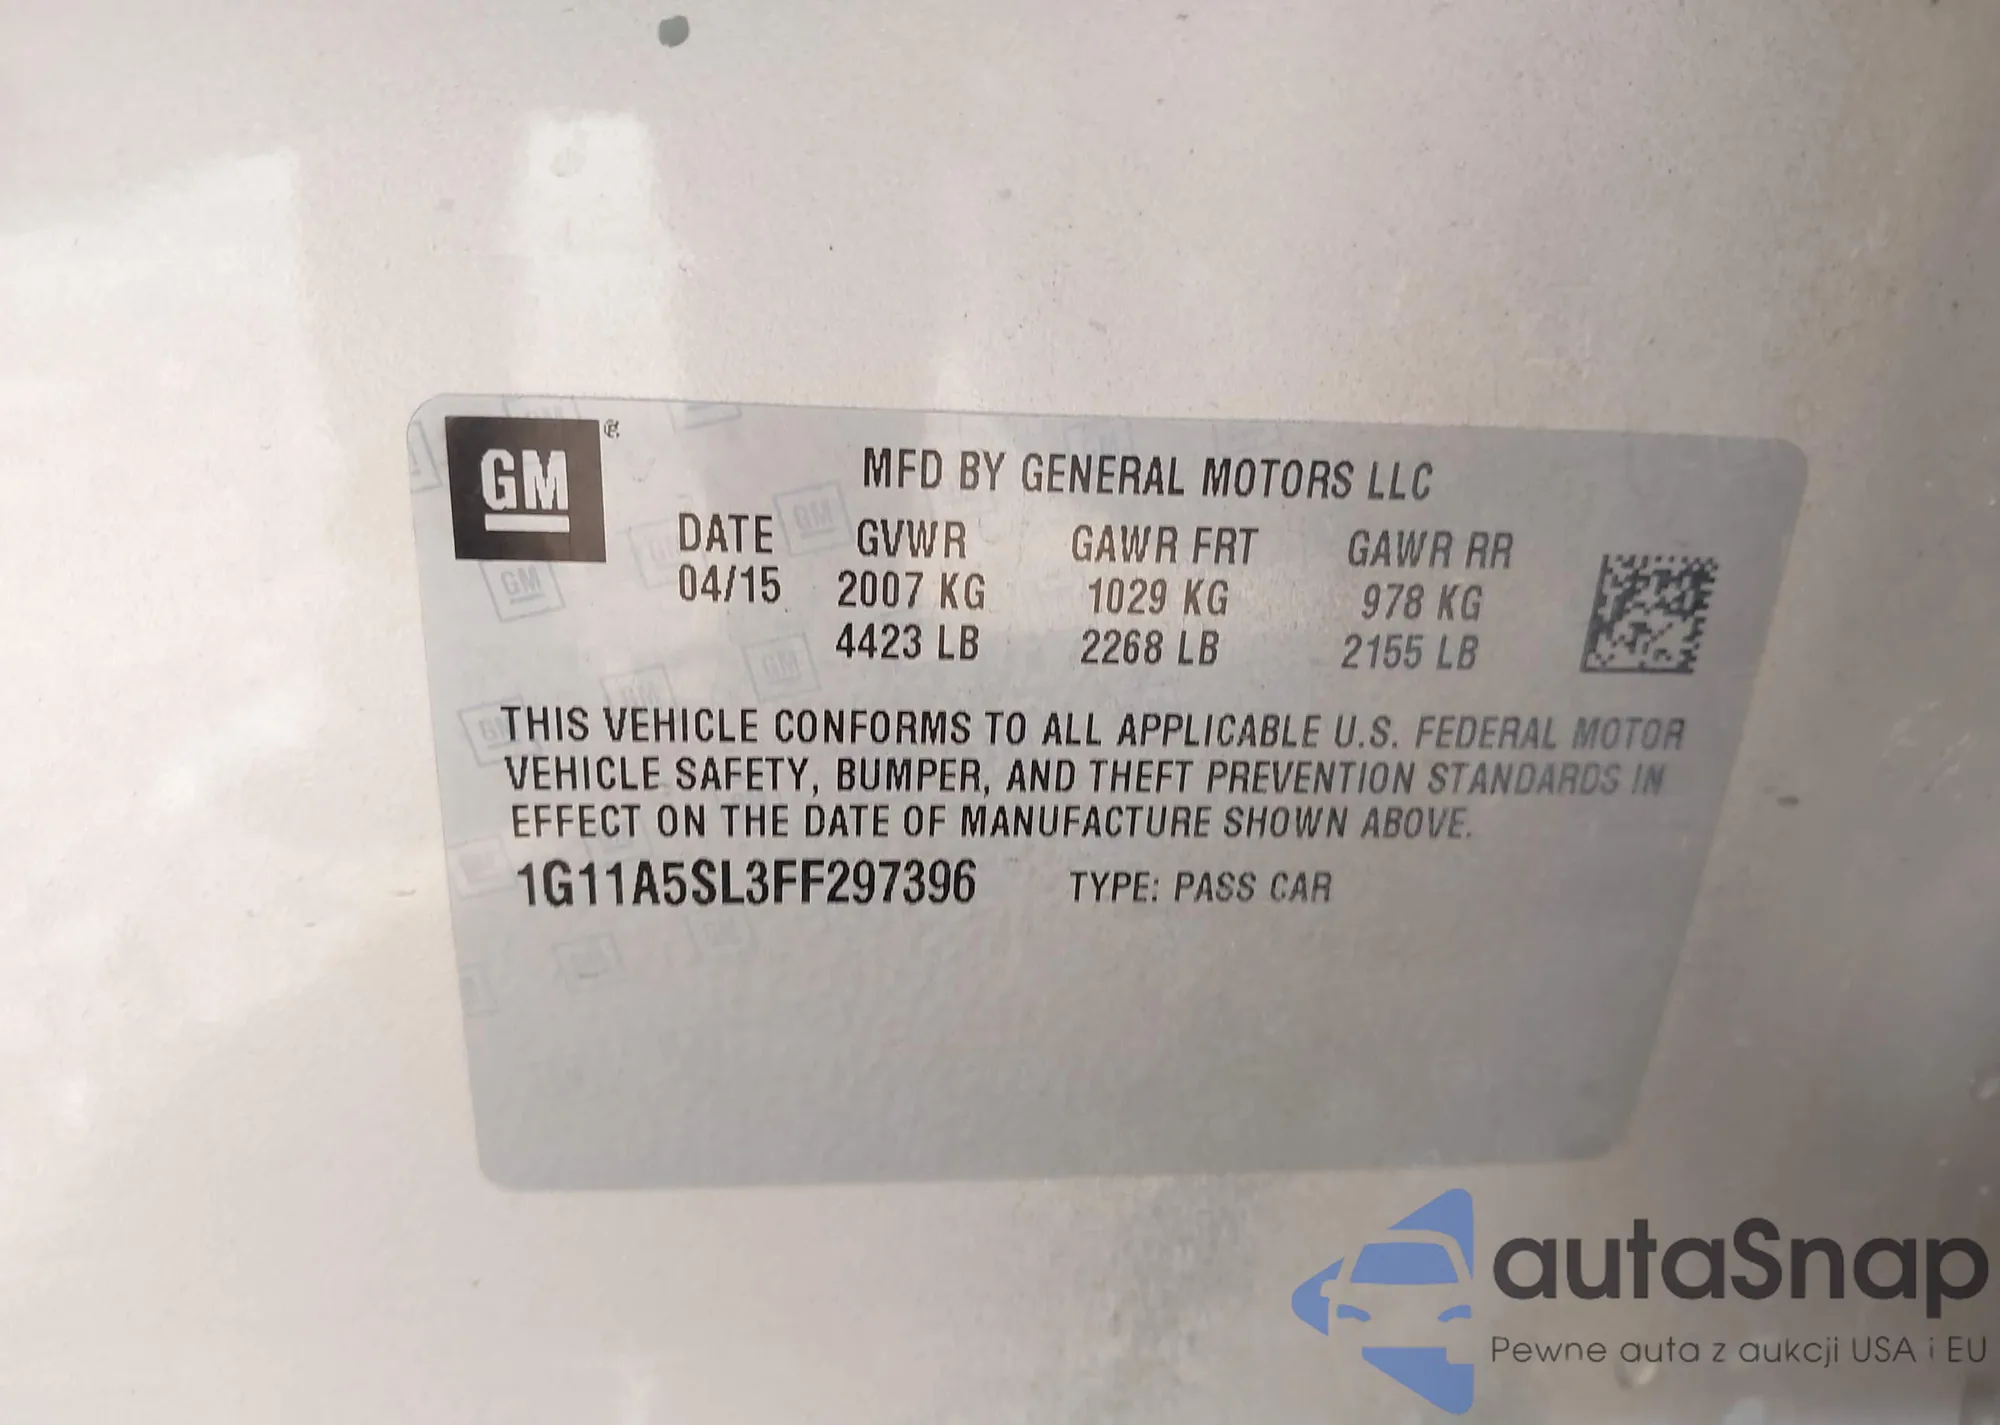 GM
MFD BY GENERAL MOTORS LLC
DATE GVWR GAWR FRT GAWR RR
04/15 2007 KG 1029 KG 978 KG
4423 LB 2268 LB 2155 LB
THIS VEHICLE CONFORMS TO ALL APPLICABLE U.S. FEDERAL MOTOR
VEHICLE SAFETY, BUMPER, AND THEFT PREVENTION STANDARDS IN
EFFECT ON THE DATE OF MANUFACTURE SHOWN ABOVE.
1G11A5SL3FF297396 TYPE: PASS CAR
autaSnap
Pewne auta z aukcji USA i EU